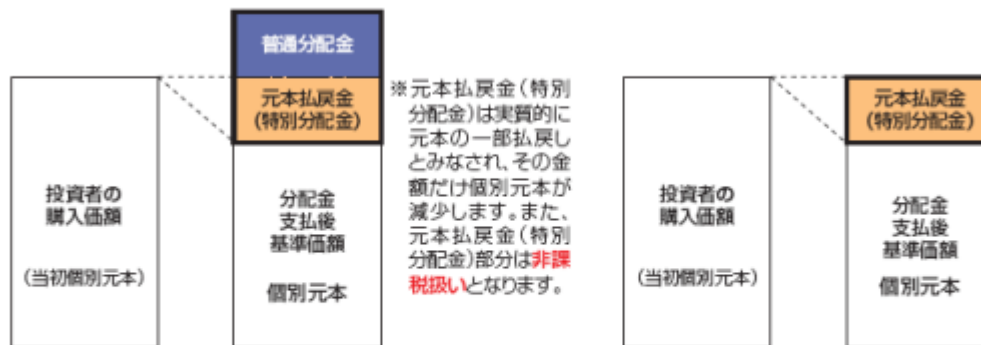 普通分配金
元本払戻金
(特別分配金)
投資者の
購入価額
(当初個別元本)
分配金
支払後
基準価額
個別元本
※元本払戻金(特別
分配金)は実質的に
元本の一部払戻し
とみなされ、その金
額だけ個別元本が
減少します。また、
元本払戻金(特別
分配金)部分は非課
税扱いとなります。
投資者の
購入価額
(当初個別元本)
元本払戻金
(特別分配金)
分配金
支払後
基準価額
個別元本